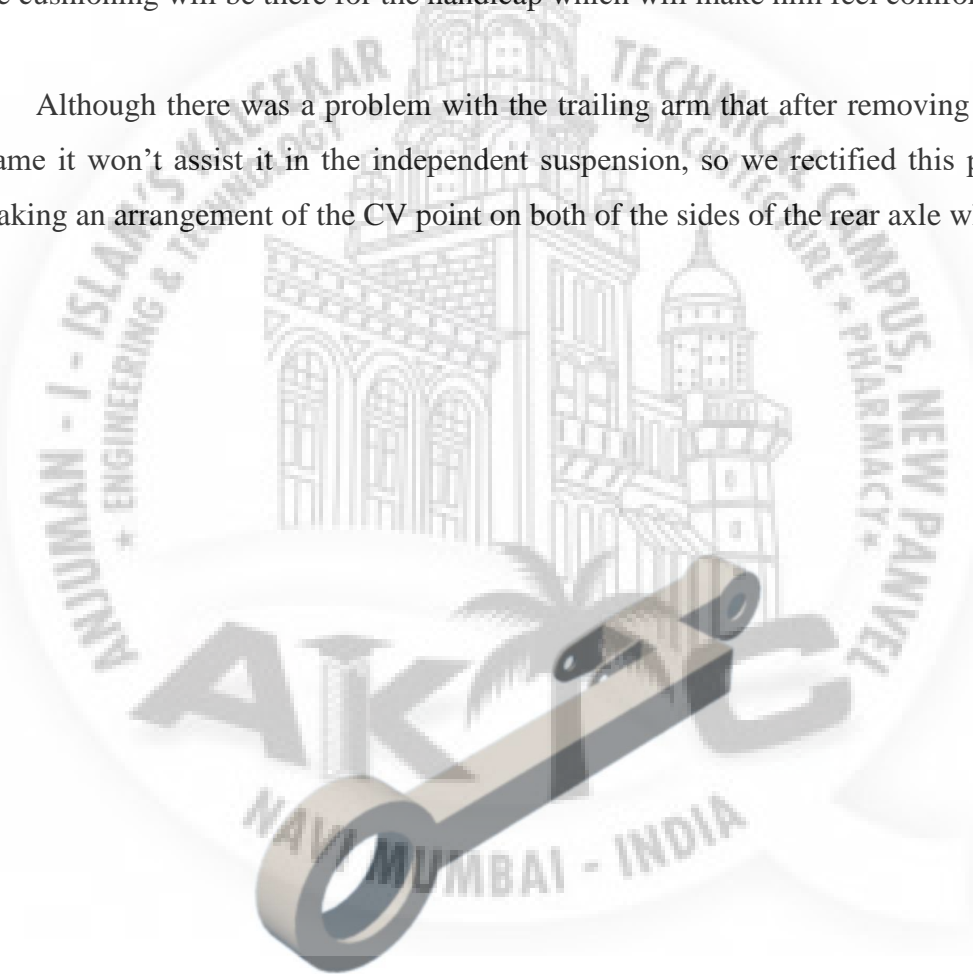 cushioning will be there for the handicap which will make him feel
Although there was a problem with the trailing arm that after removing
ame it won’t assist it in the independent suspension, so we rectified this p
aking an arrangement of the CV point on both of the sides of the rear axle w
ANJUMAN - I - ISLAM'S KALSEKAR TECHNICAL CAMPUS, NEW PANVEL
* ENGINEERING & TECHNOLOGY * ARCHITECTURE * PHARMACY *
AKTC
NAVI MUMBAI - INDIA